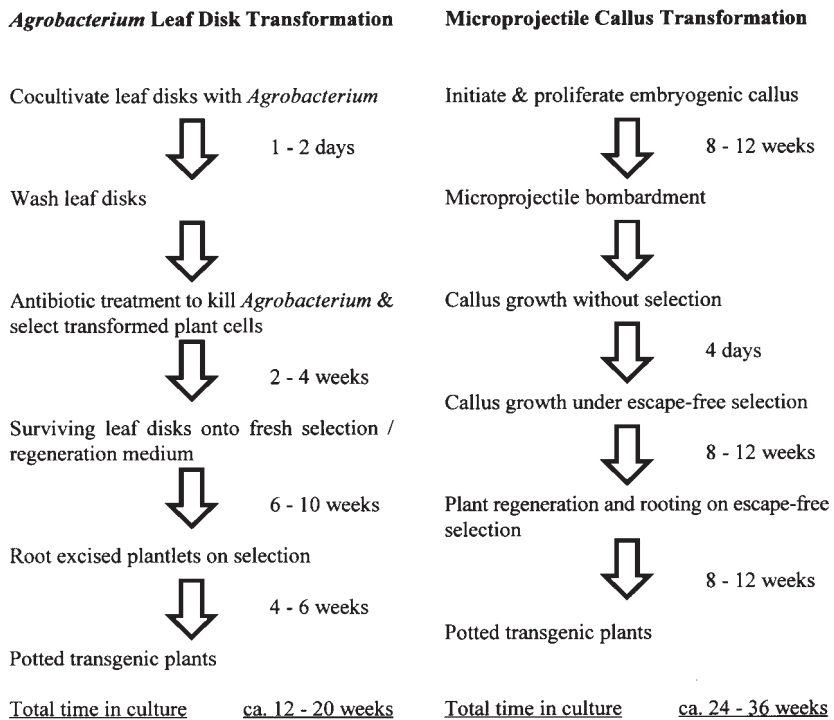 Agrobacterium Leaf Disk Transformation
Cocultivate leaf disks with Agrobacterium
1 - 2 days
Wash leaf disks
Antibiotic treatment to kill Agrobacterium &
select transformed plant cells
2 - 4 weeks
Surviving leaf disks onto fresh selection /
regeneration medium
6 - 10 weeks
Root excised plantlets on selection
4 - 6 weeks
Potted transgenic plants
Total time in culture ca. 12 - 20 weeks
Microprojectile Callus Transformation
Initiate & proliferate embryogenic callus
8 - 12 weeks
Microprojectile bombardment
Callus growth without selection
4 days
Callus growth under escape-free selection
8 - 12 weeks
Plant regeneration and rooting on escape-free
selection
8 - 12 weeks
Potted transgenic plants
Total time in culture ca. 24 - 36 weeks